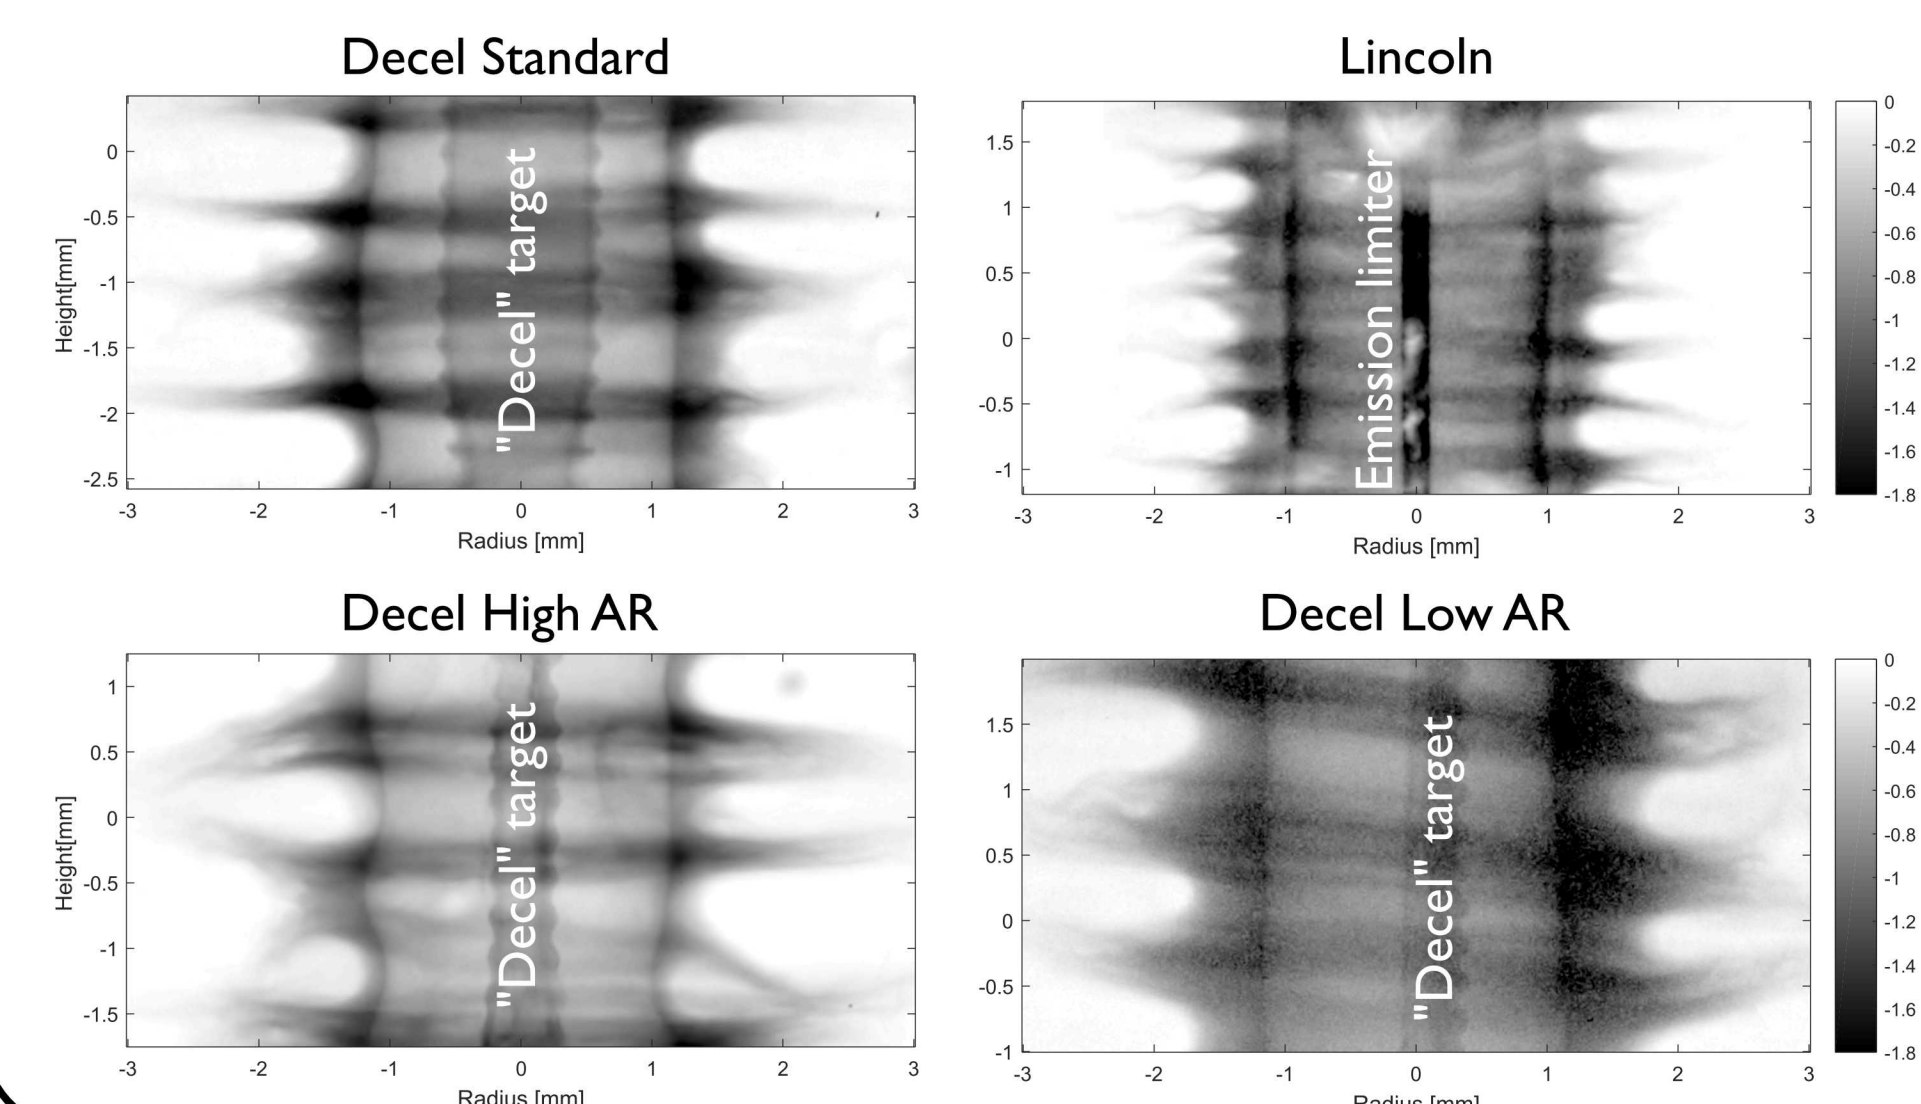 Decel Standard
Height[mm]
0
-0.5
-1
-1.5
-2
-2.5
"Decel" target
-3 -2 -1 0 1 2 3
Radius [mm]
Lincoln
1.5
1
0.5
0
-0.5
-1
Emission limiter
-3 -2 -1 0 1 2 3
Radius [mm]
0
-0.2
-0.4
-0.6
-0.8
-1
-1.2
-1.4
-1.6
-1.8
Decel High AR
Height[mm]
1
0.5
0
-0.5
-1
-1.5
"Decel" target
-3 -2 -1 0 1 2 3
Radius [mm]
Decel Low AR
1.5
1
0.5
0
-0.5
-1
"Decel" target
-3 -2 -1 0 1 2 3
Radius [mm]
0
-0.2
-0.4
-0.6
-0.8
-1
-1.2
-1.4
-1.6
-1.8